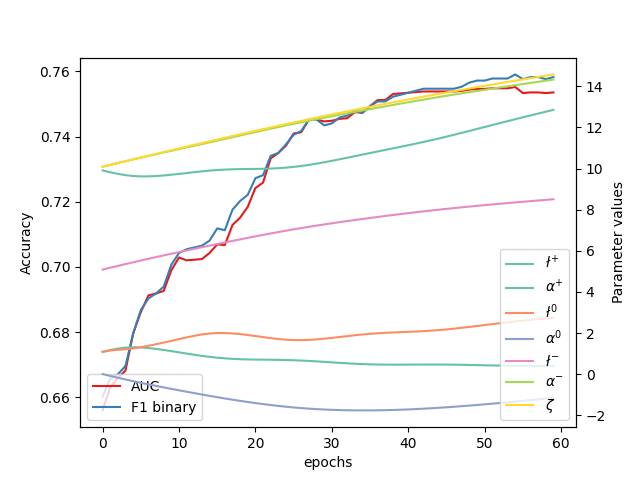 0.76
0.74
0.72
0.70
0.68
0.66
Accuracy
14
12
10
8
6
4
2
0
−2
Parameter values
0 10 20 30 40 50 60
epochs
AUC
F1 binary
ł⁺
α⁺
ł⁰
α⁰
ł⁻
α⁻
ζ